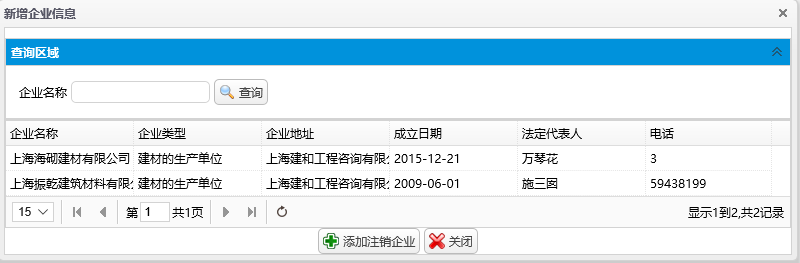 新增企业信息
查询区域
企业名称 查询
企业名称 企业类型 企业地址 成立日期 法定代表人 电话
上海海砌建材有限公司 建材的生产单位 上海建和工程咨询有限公 2015-12-21 万琴花 3
上海振乾建筑材料有限公 建材的生产单位 上海建和工程咨询有限公 2009-06-01 施三囡 59438199
15 第 1 共1页 显示1到2,共2记录
添加注销企业 关闭